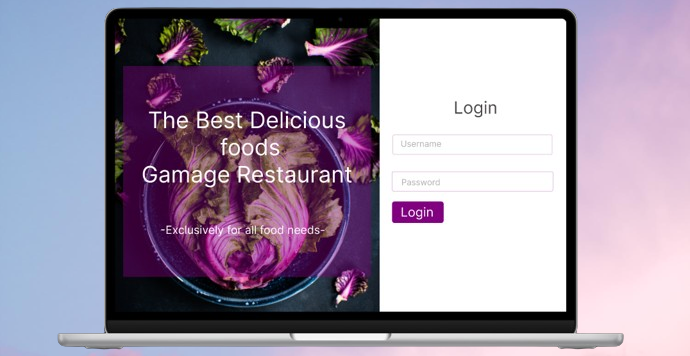 The Best Delicious
foods
Gamage Restaurant
-Exclusively for all food needs-
Login
Username
Password
Login